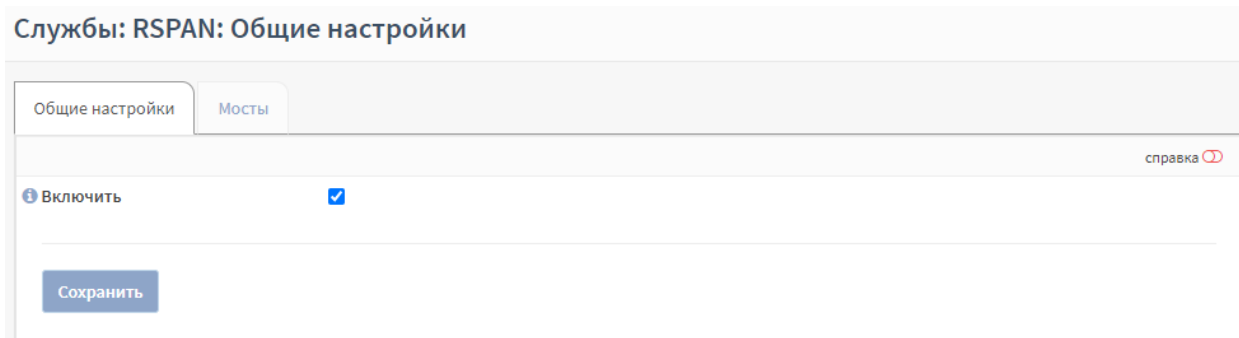 Службы: RSPAN: Общие настройки
Общие настройки Мосты
справка
Включить
Сохранить